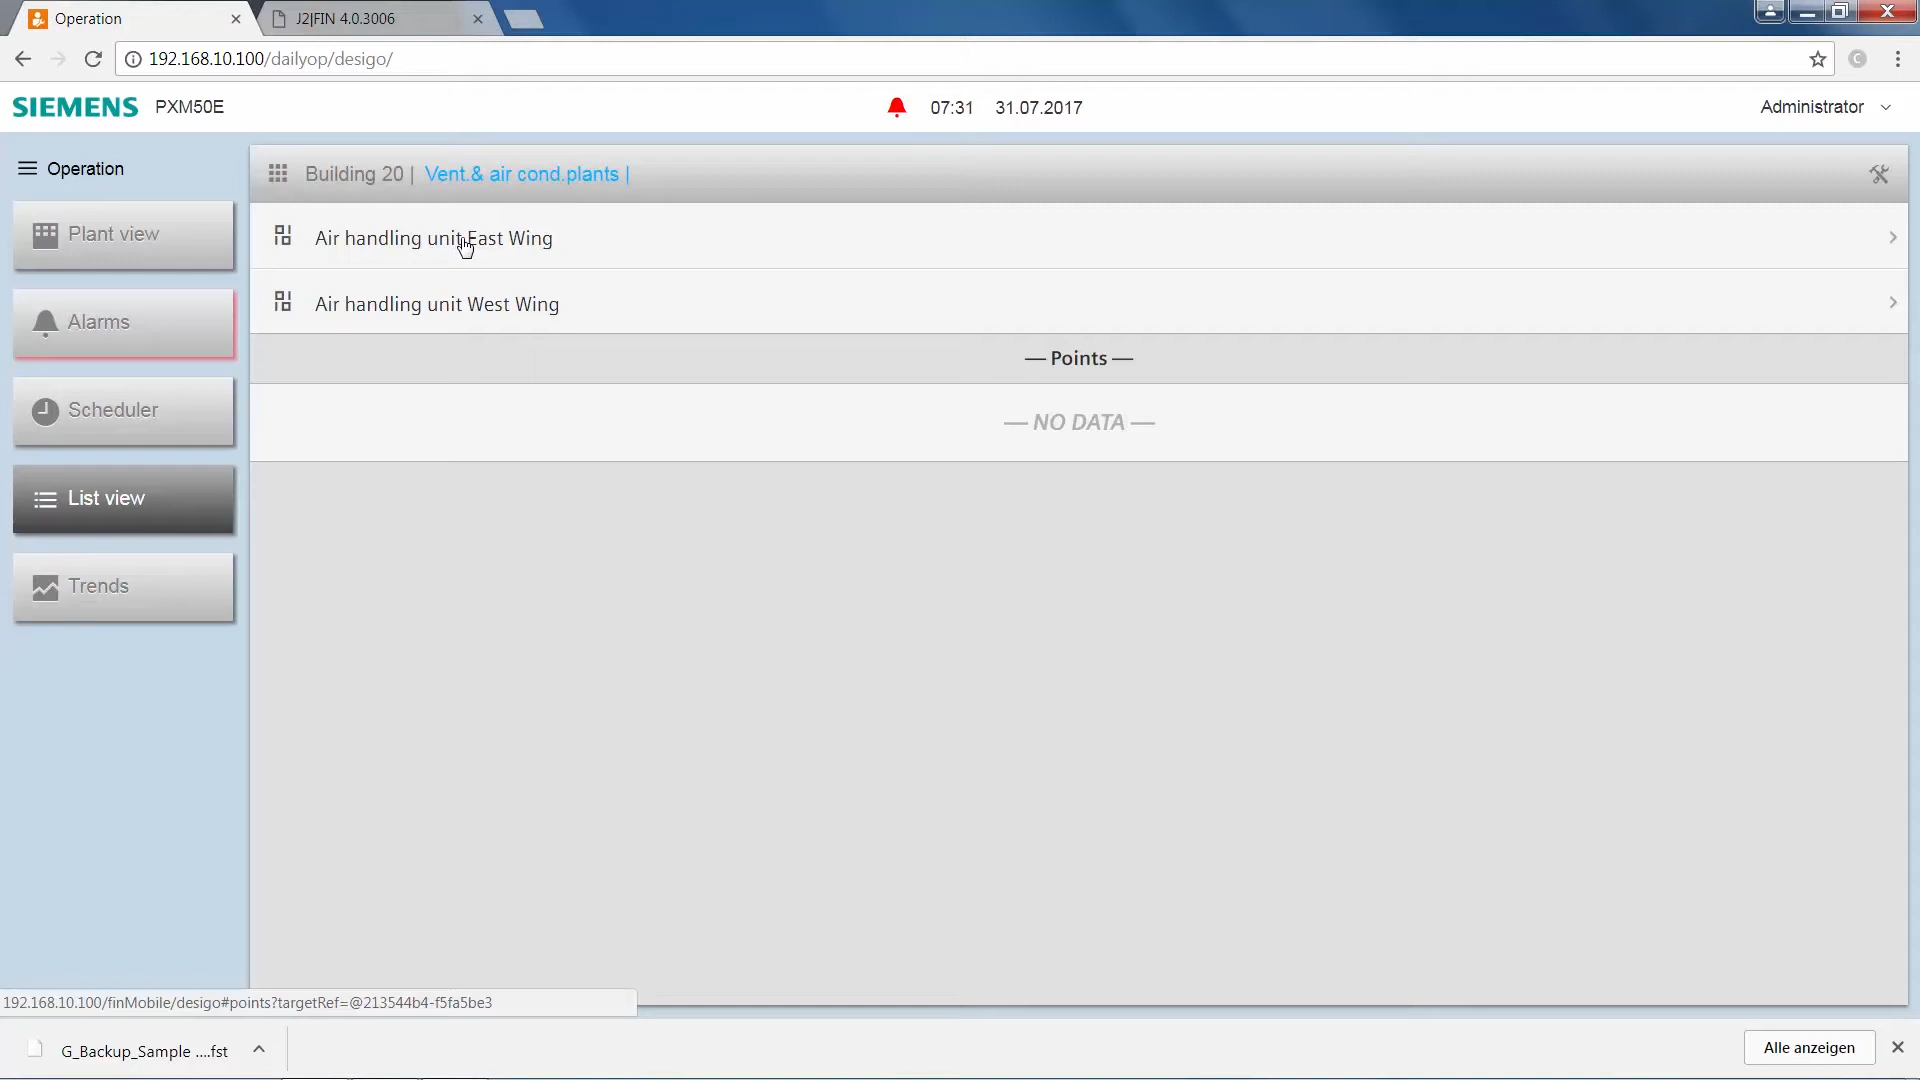 Operation
J2|FIN 4.0.3006
192.168.10.100/dailyop/desigo/
SIEMENS PXM50E
07:31 31.07.2017
Administrator
Operation
Building 20 | Vent.& air cond.plants |
Plant view
Air handling unit East Wing
Alarms
Air handling unit West Wing
— Points —
Scheduler
— NO DATA —
List view
Trends
192.168.10.100/finMobile/desigo#points?targetRef=@213544b4-f5fa5be3
G_Backup_Sample ....fst
Alle anzeigen